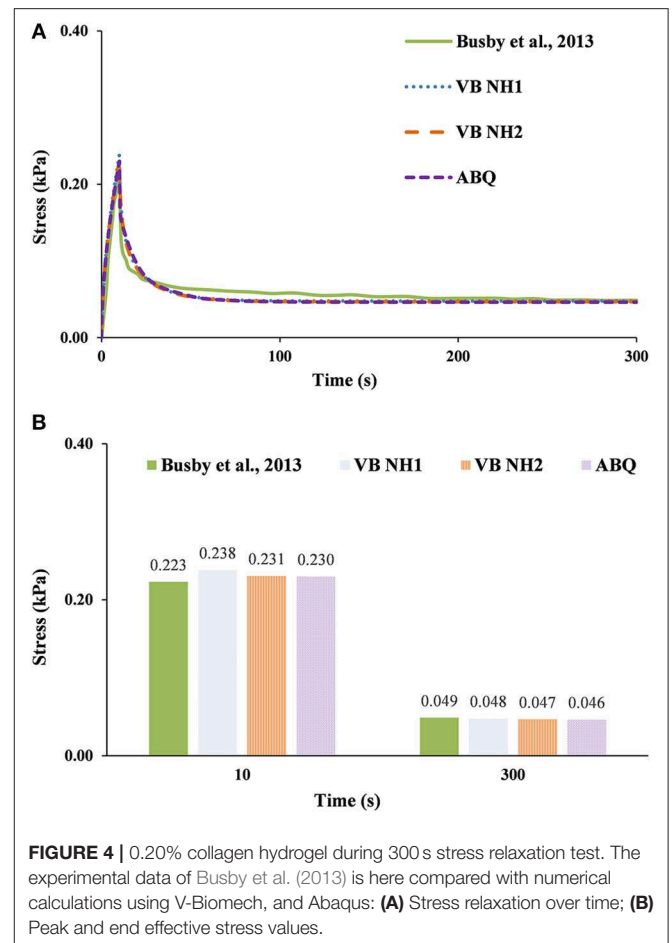 A
0.40
Busby et al., 2013
VB NH1
VB NH2
ABQ
Stress (kPa)
0.20
0.00
0
100
200
300
Time (s)
B
0.40
Busby et al., 2013 VB NH1 VB NH2 ABQ
Stress (kPa)
0.223 0.238 0.231 0.230
0.20
0.049 0.048 0.047 0.046
0.00
10 300
Time (s)
FIGURE 4 | 0.20% collagen hydrogel during 300 s stress relaxation test. The
experimental data of Busby et al. (2013) is here compared with numerical
calculations using V-Biomech, and Abaqus: (A) Stress relaxation over time; (B)
Peak and end effective stress values.